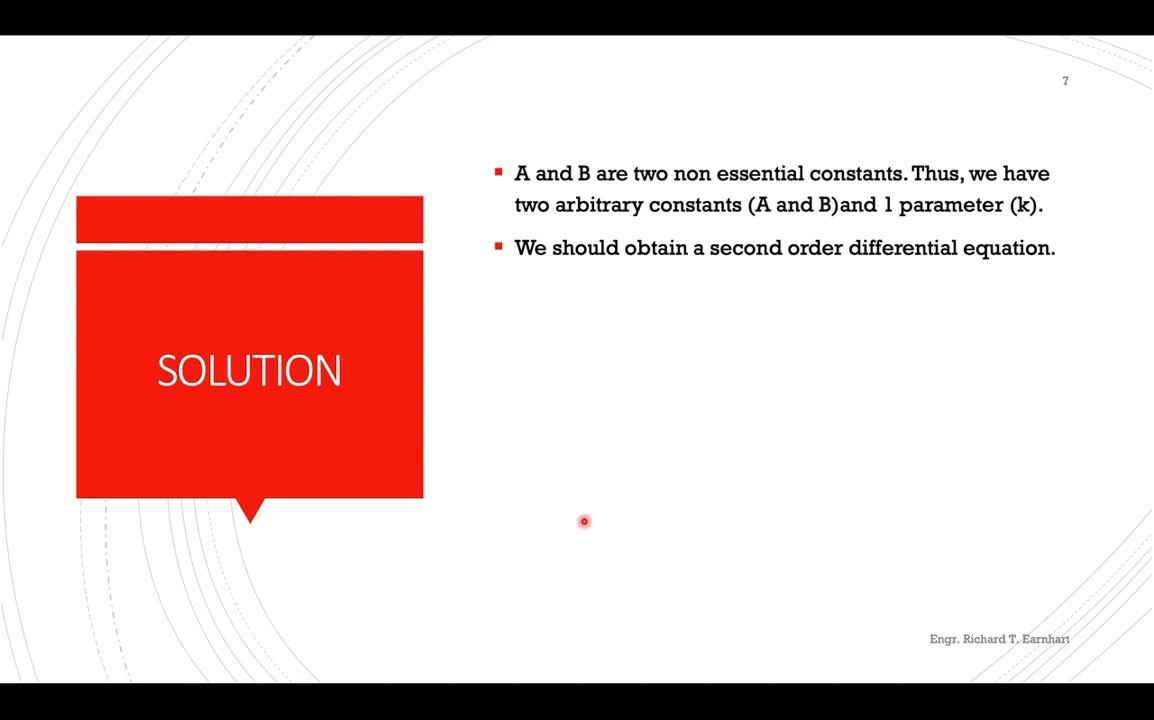 7
A and B are two non essential constants. Thus, we have
two arbitrary constants (A and B)and 1 parameter (k).
We should obtain a second order differential equation.
SOLUTION
Engr. Richard T. Earnhart